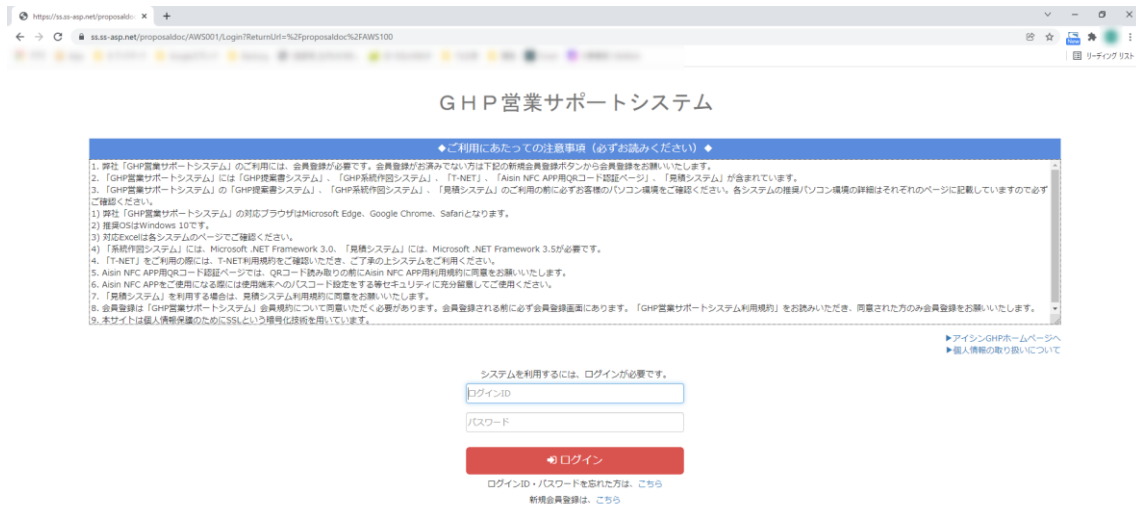 https://ss.ss-asp.net/proposaldo
ss.ss-asp.net/proposaldoc/AWS001/Login?ReturnUrl=%2Fproposaldoc%2FAWS100
New
リーディング リスト
ＧＨＰ営業サポートシステム
◆ご利用にあたっての注意事項（必ずお読みください）◆
1. 弊社「GHP営業サポートシステム」のご利用には、会員登録が必要です。会員登録がお済みでない方は下記の新規会員登録ボタンから会員登録をお願いいたします。
2. 「GHP営業サポートシステム」には「GHP提案書システム」、「GHP系統作図システム」、「T-NET」、「Aisin NFC APP用QRコード認証ページ」、「見積システム」が含まれています。
3. 「GHP営業サポートシステム」の「GHP提案書システム」、「GHP系統作図システム」、「見積システム」のご利用の前に必ずお客様のパソコン環境をご確認ください。各システムの推奨パソコン環境の詳細はそれぞれのページに記載していますので必ず
ご確認ください。
1) 弊社「GHP営業サポートシステム」の対応ブラウザはMicrosoft Edge、Google Chrome、Safariとなります。
2) 推奨OSはWindows 10です。
3) 対応Excelは各システムのページでご確認ください。
4) 「系統作図システム」には、Microsoft .NET Framework 3.0、「見積システム」には、Microsoft .NET Framework 3.5が必要です。
4. 「T-NET」をご利用の際には、T-NET利用規約をご確認いただき、ご了承の上システムをご利用ください。
5. Aisin NFC APP用QRコード認証ページでは、QRコード読み取りの前にAisin NFC APP用利用規約に同意をお願いいたします。
6. Aisin NFC APPをご使用になる際には使用端末へのパスコード設定をする等セキュリティに充分留意してご使用ください。
7. 「見積システム」を利用する場合は、見積システム利用規約に同意をお願いいたします。
8. 会員登録は「GHP営業サポートシステム」会員規約について同意いただく必要があります。会員登録される前に必ず会員登録画面にあります。「GHP営業サポートシステム利用規約」をお読みいただき、同意された方のみ会員登録をお願いいたします。
9. 本サイトは個人情報保護のためにSSLという暗号化技術を用いています。
▶アイシンGHPホームページへ
▶個人情報の取り扱いについて
システムを利用するには、ログインが必要です。
ログインID
パスワード
ログイン
ログインID・パスワードを忘れた方は、こちら
新規会員登録は、こちら